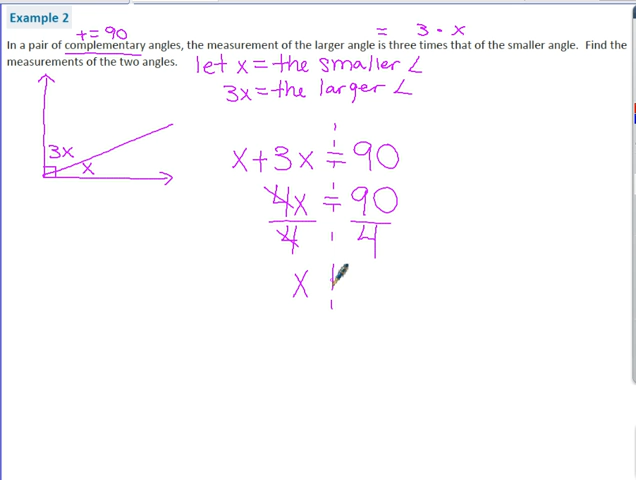 Example 2
+= 90
= 3 · x
In a pair of complementary angles, the measurement of the larger angle is three times that of the smaller angle. Find the
measurements of the two angles.
let x = the smaller ∠
3x = the larger ∠
3x
x
x + 3x = 90
4x = 90
4 4
x